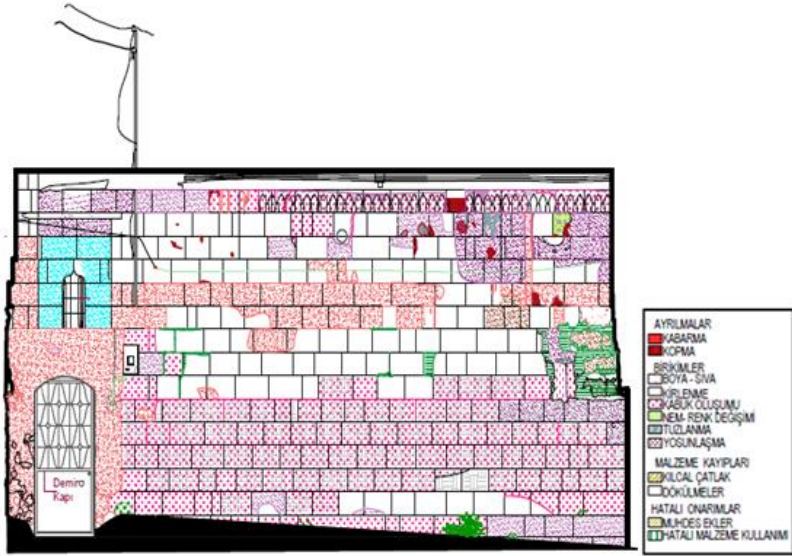 Demiro
Kapı
AYRILMALAR
KABARMA
KOPMA
BİRİKİMLER
BOYA - SIVA
KİRLENME
KABUK OLUŞUMU
NEM- RENK DEĞİŞİMİ
TUZLANMA
YOSUNLAŞMA
MALZEME KAYIPLARI
KILCAL ÇATLAK
DÖKÜLMELER
HATALI ONARIMLAR
MUHDES EKLER
HATALI MALZEME KULLANIMI